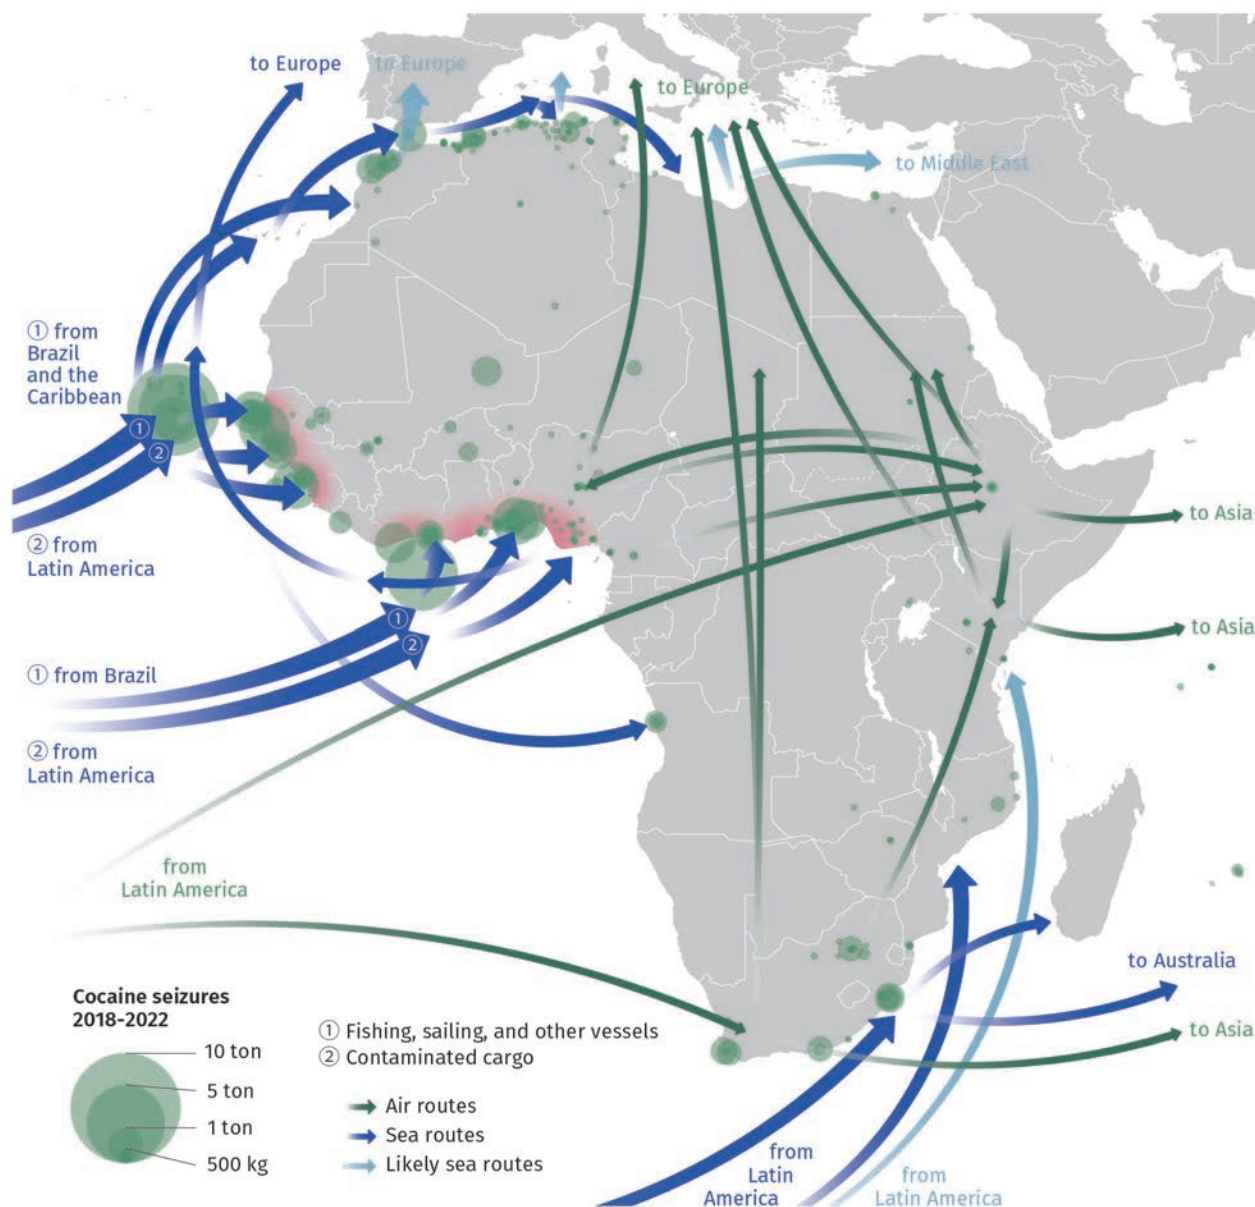 to Europe
to Europe
to Europe
to Middle East
① from
Brazil
and the
Caribbean
①
②
② from
Latin America
to Asia
①
②
to Asia
① from Brazil
② from
Latin America
from
Latin America
to Australia
to Asia
Cocaine seizures
2018-2022
10 ton
5 ton
1 ton
500 kg
① Fishing, sailing, and other vessels
② Contaminated cargo
Air routes
Sea routes
Likely sea routes
from
Latin
America
from
Latin America